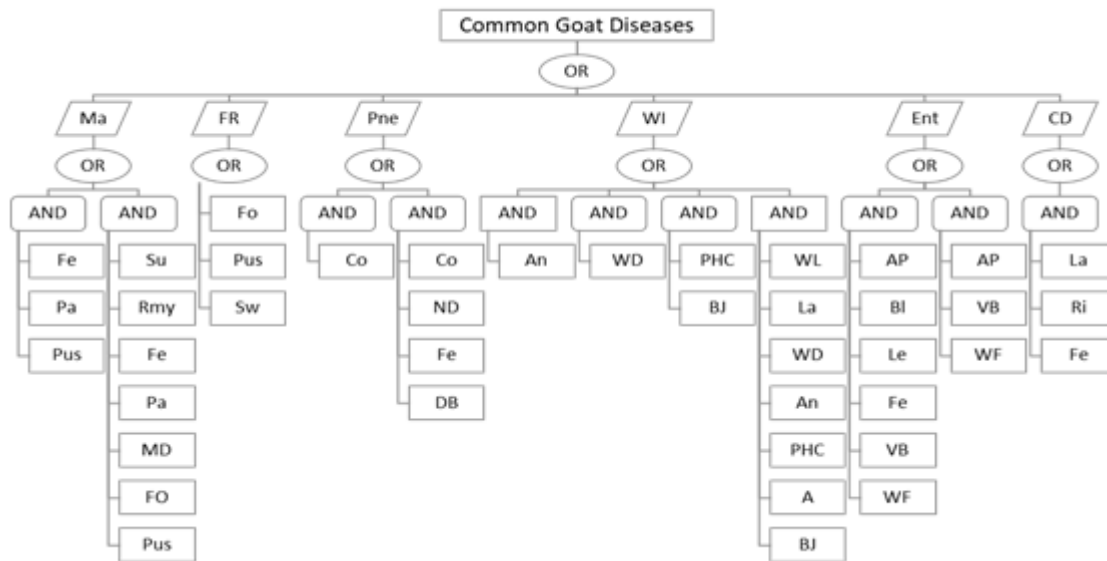 Common Goat Diseases
OR
Ma FR Pne WI Ent CD
OR OR OR OR OR OR
AND AND Fo AND AND AND AND AND AND AND AND AND
Fe Su Pus Co Co An WD PHC WL AP AP La
Pa Rmy Sw ND BJ La Bl VB Ri
Pus Fe Fe WD Le WF Fe
Pa DB An Fe
MD PHC VB
FO A WF
Pus BJ